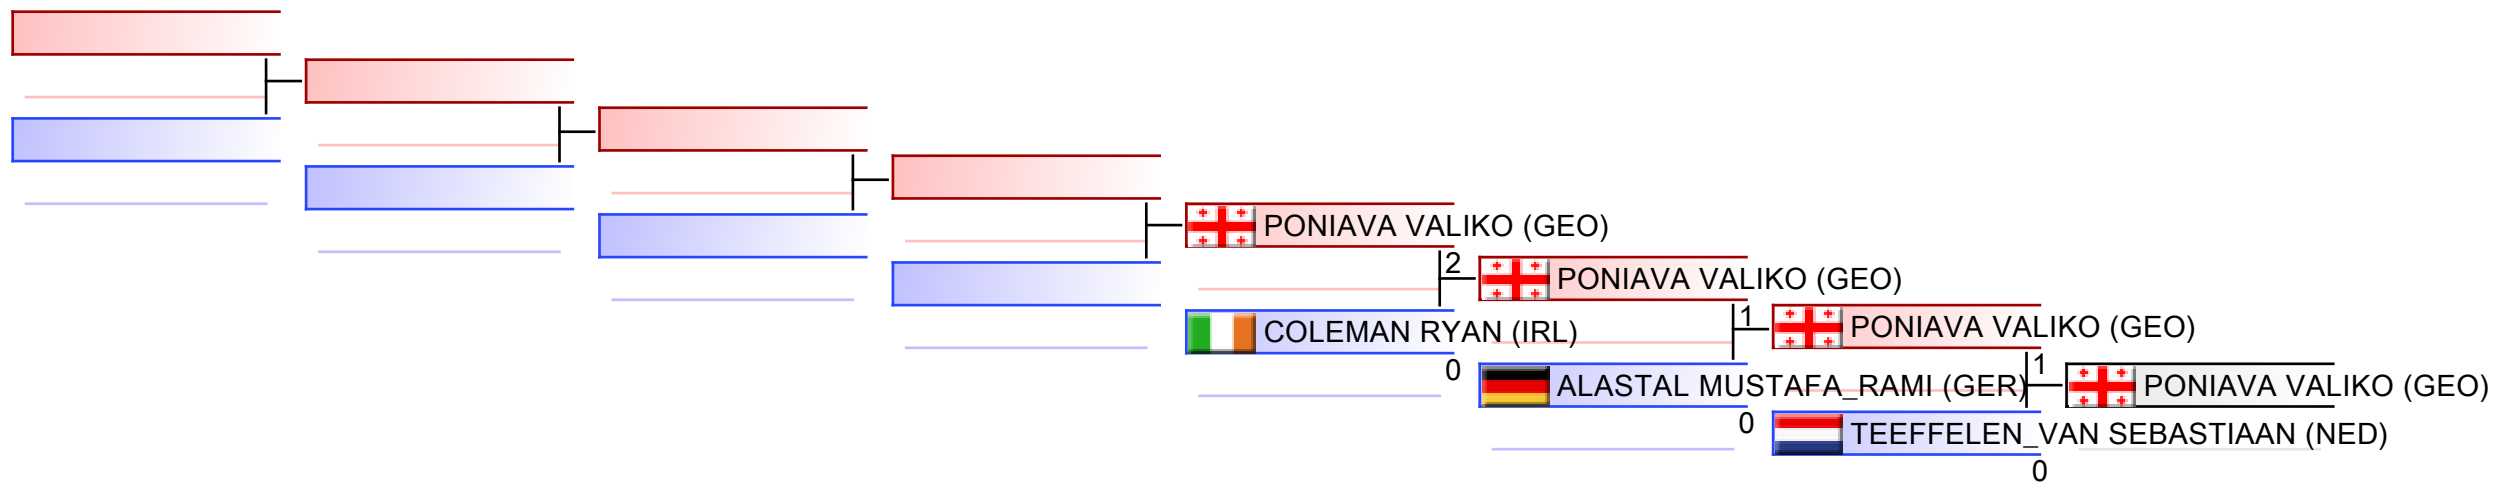 PONIAVA VALIKO (GEO)
2
COLEMAN RYAN (IRL)
0
PONIAVA VALIKO (GEO)
1
ALASTAL MUSTAFA_RAMI (GER)
0
PONIAVA VALIKO (GEO)
1
TEEFFELEN_VAN SEBASTIAAN (NED)
0
PONIAVA VALIKO (GEO)